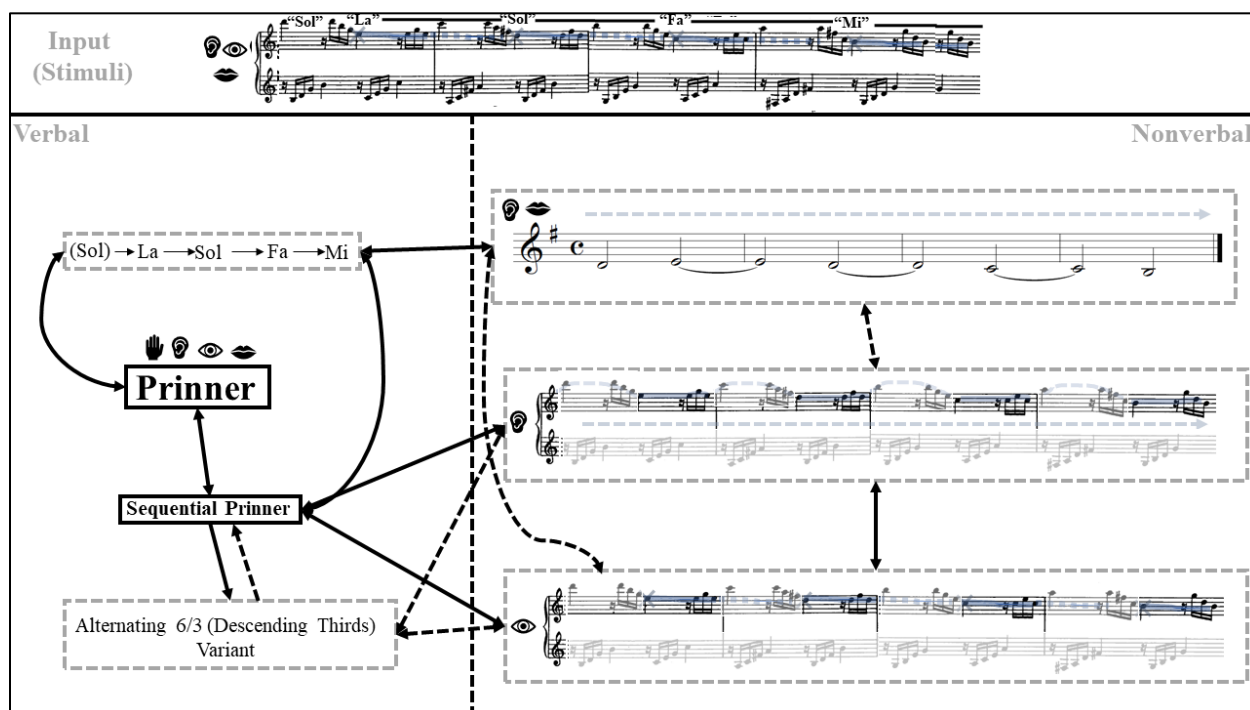 Input
(Stimuli)
“Sol” “La” “Sol” “Fa” “Mi”
Verbal
Nonverbal
(Sol) → La → Sol → Fa → Mi
Prinner
Sequential Prinner
Alternating 6/3 (Descending Thirds)
Variant